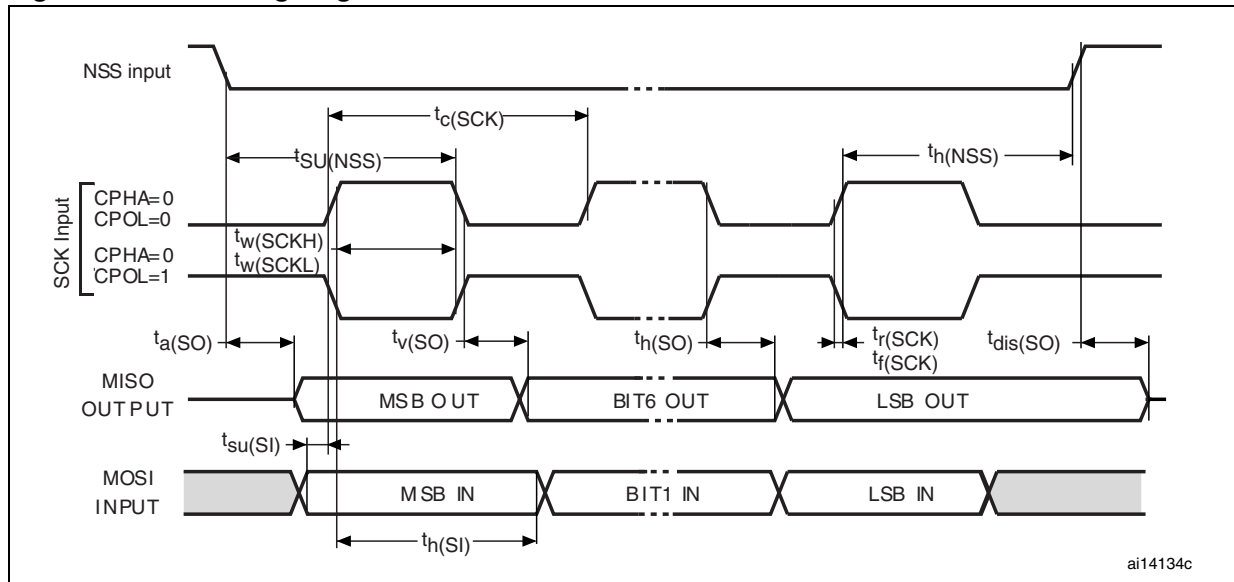 NSS input
tc(SCK)
tSU(NSS)
th(NSS)
SCK Input
CPHA=0
CPOL=0
tw(SCKH)
CPHA=0
tw(SCKL)
CPOL=1
ta(SO)
tv(SO)
th(SO)
tr(SCK)
tf(SCK)
tdis(SO)
MISO
OUTPUT
MSB OUT
BIT6 OUT
LSB OUT
tsu(SI)
MOSI
INPUT
MSB IN
BIT1 IN
LSB IN
th(SI)
ai14134c